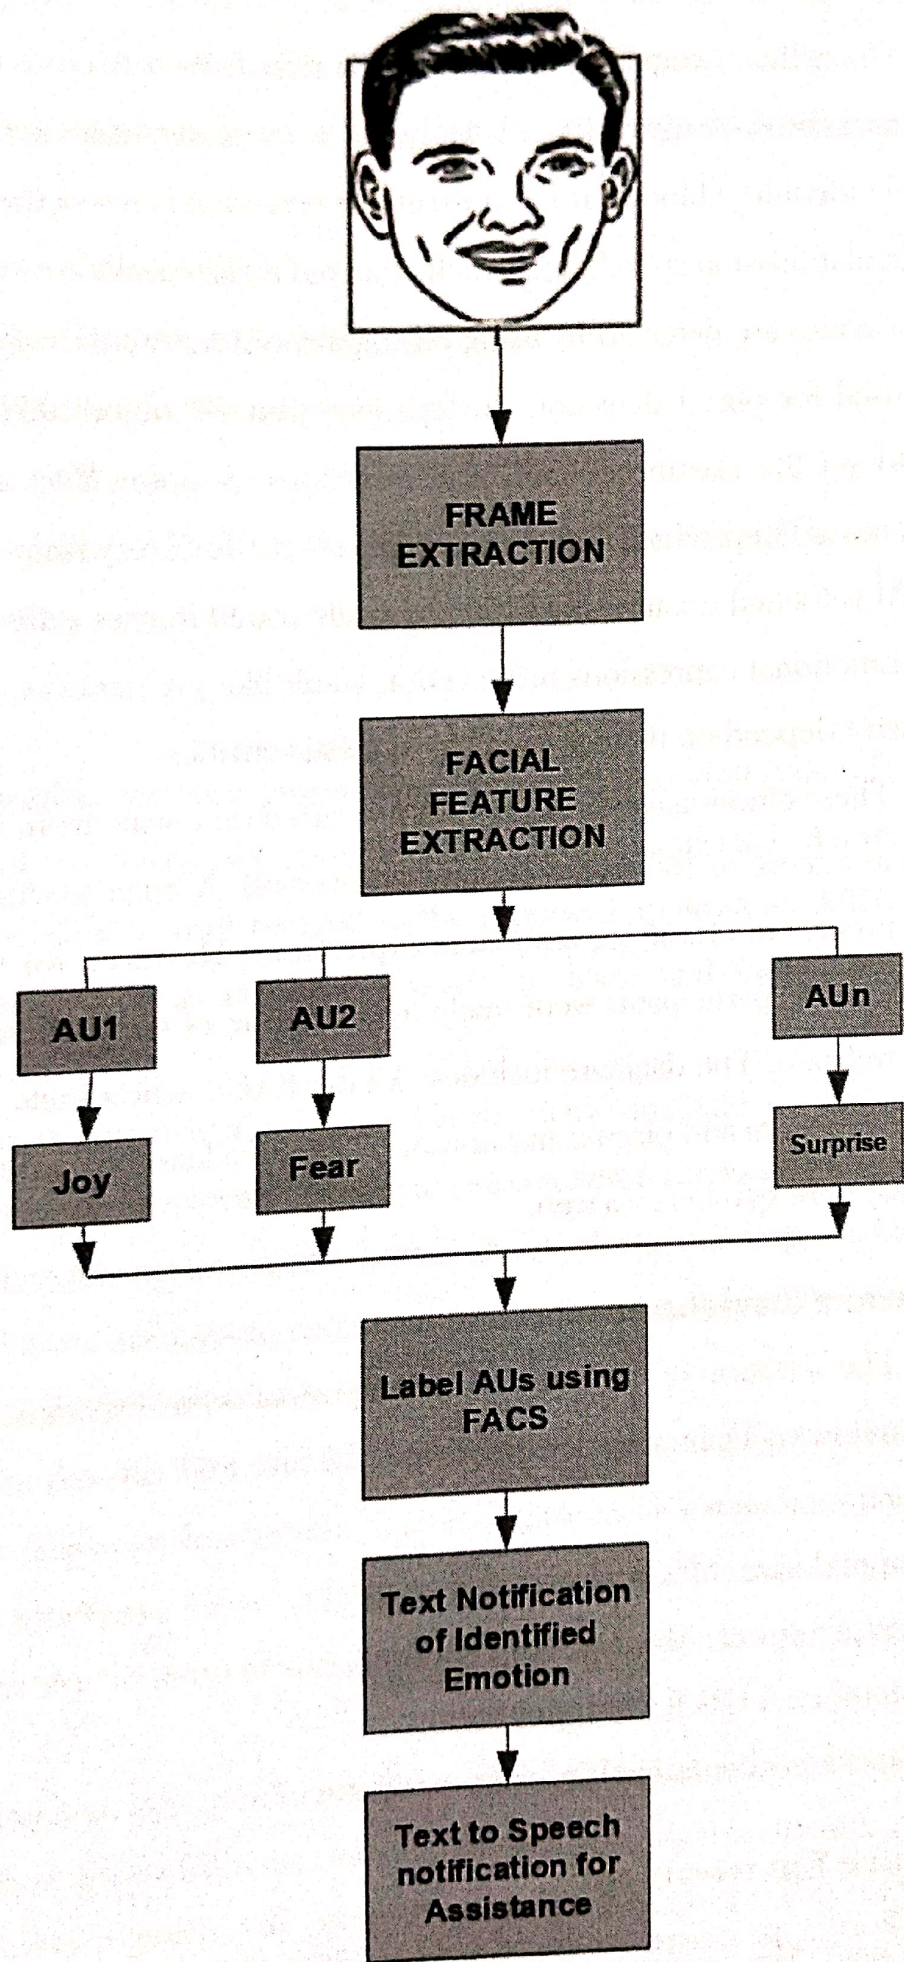 FRAME
EXTRACTION
FACIAL
FEATURE
EXTRACTION
AU1
AU2
AUn
Joy
Fear
Surprise
Label AUs using
FACS
Text Notification
of Identified
Emotion
Text to Speech
notification for
Assistance